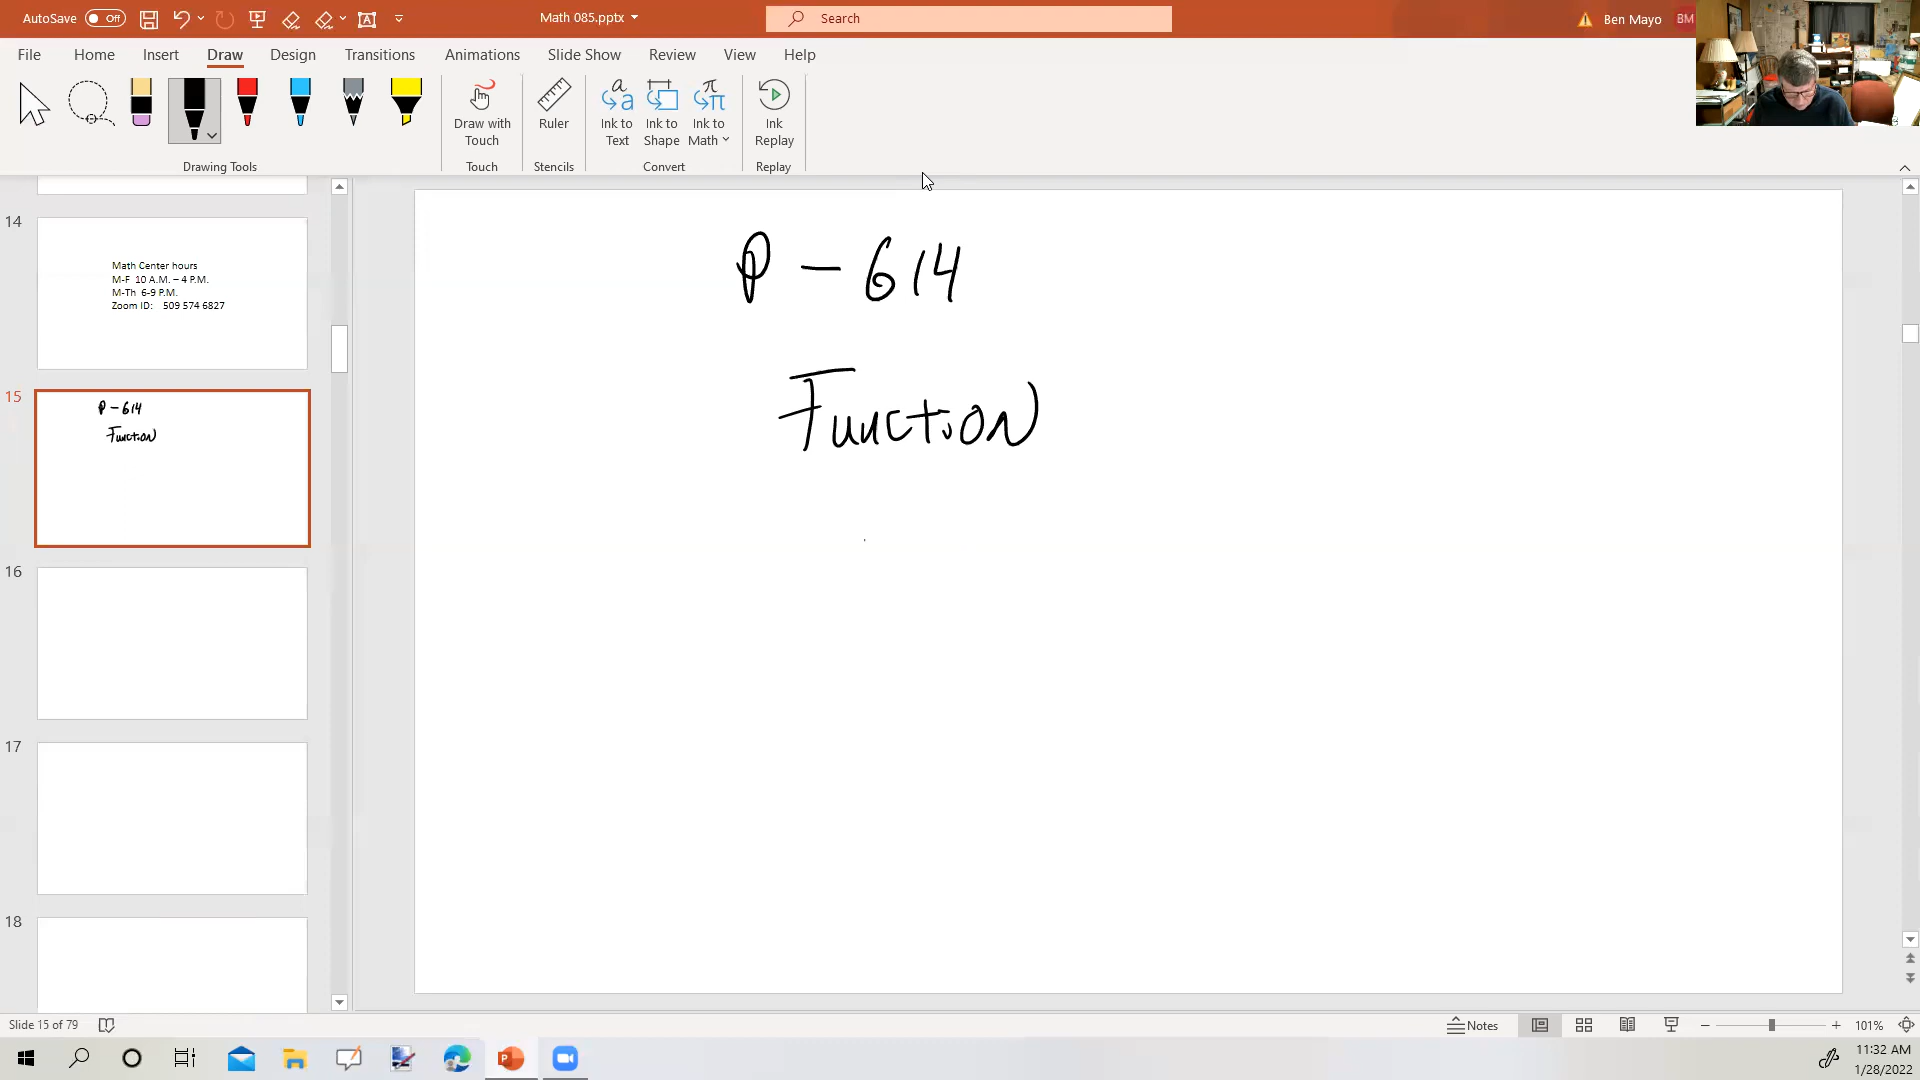 AutoSave Off
Math 085.pptx
Search
Ben Mayo BM
File Home Insert Draw Design Transitions Animations Slide Show Review View Help
Draw with Touch
Ruler
Ink to Text
Ink to Shape
Ink to Math
Ink Replay
Drawing Tools Touch Stencils Convert Replay
14
Math Center hours
M-F 10 A.M. – 4 P.M.
M-Th 6-9 P.M.
Zoom ID: 509 574 6827
15
P - 614
Function
16
17
18
P - 614
Function
Slide 15 of 79
Notes
101%
11:32 AM
1/28/2022